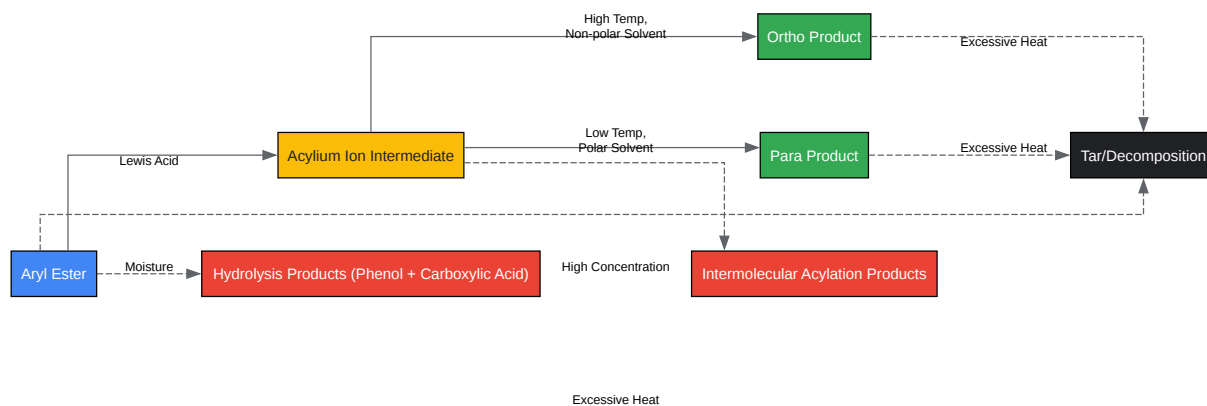 High Temp,
Non-polar Solvent
Ortho Product
Excessive Heat
Low Temp,
Polar Solvent
Lewis Acid
Acylium Ion Intermediate
Para Product
Excessive Heat
Tar/Decomposition
Aryl Ester
Moisture
Hydrolysis Products (Phenol + Carboxylic Acid)
High Concentration
Intermolecular Acylation Products
Excessive Heat